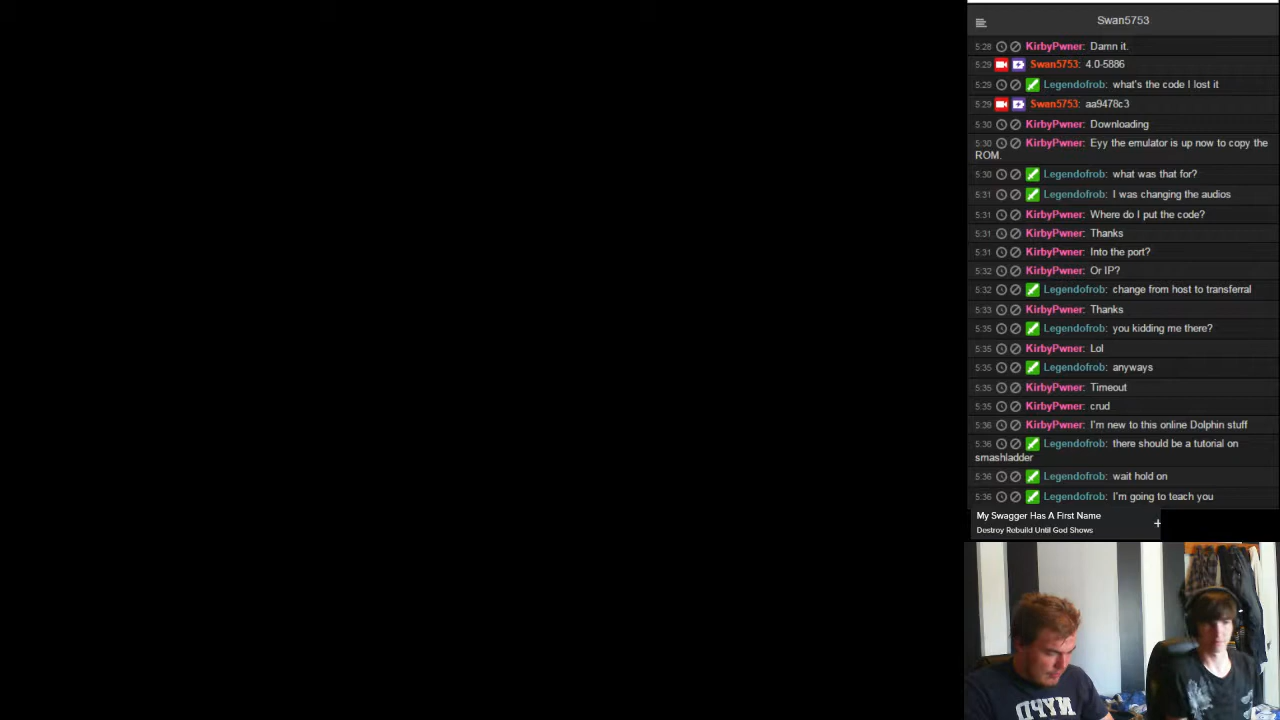 Swan5753
5:28 KirbyPwner: Damn it.
5:29 Swan5753: 4.0-5886
5:29 Legendofrob: what's the code I lost it
5:29 Swan5753: aa9478c3
5:30 KirbyPwner: Downloading
5:30 KirbyPwner: Eyy the emulator is up now to copy the
ROM.
5:30 Legendofrob: what was that for?
5:31 Legendofrob: I was changing the audios
5:31 KirbyPwner: Where do I put the code?
5:31 KirbyPwner: Thanks
5:31 KirbyPwner: Into the port?
5:32 KirbyPwner: Or IP?
5:32 Legendofrob: change from host to transferral
5:33 KirbyPwner: Thanks
5:35 Legendofrob: you kidding me there?
5:35 KirbyPwner: Lol
5:35 Legendofrob: anyways
5:35 KirbyPwner: Timeout
5:35 KirbyPwner: crud
5:36 KirbyPwner: I'm new to this online Dolphin stuff
5:36 Legendofrob: there should be a tutorial on
smashladder
5:36 Legendofrob: wait hold on
5:36 Legendofrob: I'm going to teach you
My Swagger Has A First Name
+
Destroy Rebuild Until God Shows
NYPD